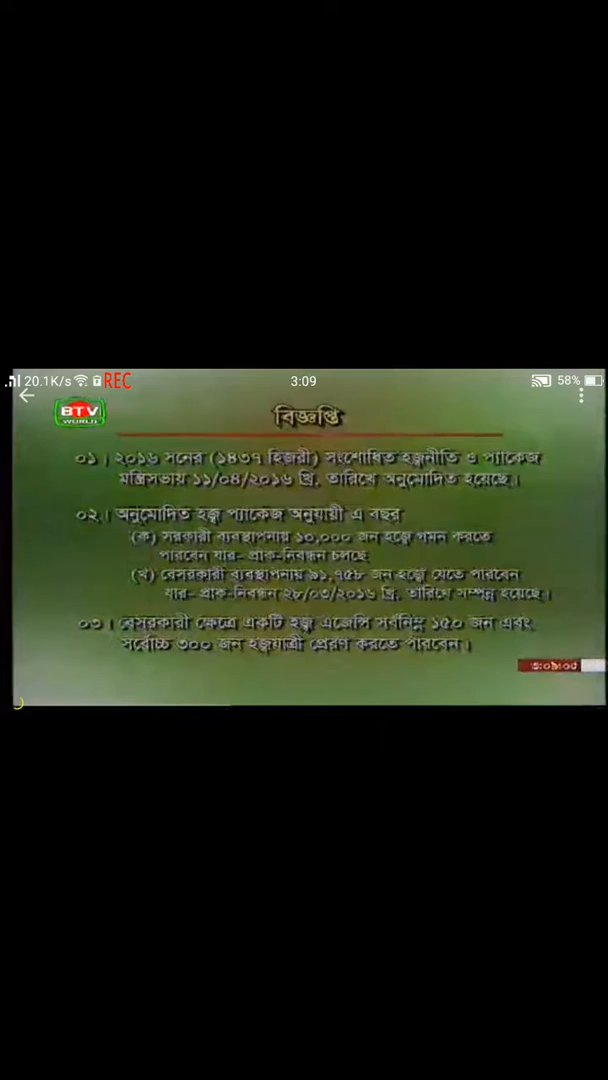 20.1K/s REC 3:09 58%
BTV
WORLD
বিজ্ঞপ্তি
০১। ২০১৬ সনের (১৪৩৭ হিজরী) সংশোধিত হজ্বনীতি ও প্যাকেজ
মন্ত্রিসভায় ১১/০৪/২০১৬ খ্রি. তারিখে অনুমোদিত হয়েছে।
০২। অনুমোদিত হজ্ব প্যাকেজ অনুযায়ী এ বছর
(ক) সরকারী ব্যবস্থাপনায় ১০,০০০ জন হজ্বে গমন করতে
পারবেন যার- প্রাক-নিবন্ধন চলছে
(খ) বেসরকারী ব্যবস্থাপনায় ৯১,৭৫৮ জন হজ্বে যেতে পারবেন
যার- প্রাক-নিবন্ধন ২৮/০৩/২০১৬ খ্রি. তারিখে সম্পন্ন হয়েছে।
০৩। বেসরকারী ক্ষেত্রে একটি হজ্ব এজেন্সি সর্বনিম্ন ১৫০ জন এবং
সর্বোচ্চ ৩০০ জন হজ্বযাত্রী প্রেরণ করতে পারবেন।